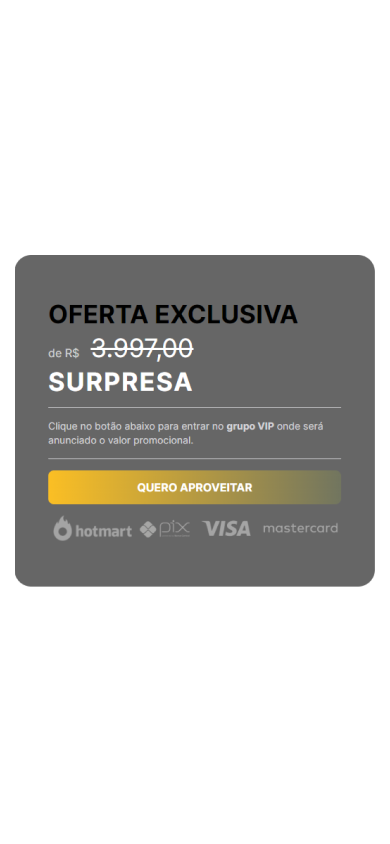 OFERTA EXCLUSIVA
de R$ 3.997,00
SURPRESA
Clique no botão abaixo para entrar no grupo VIP onde será
anunciado o valor promocional.
QUERO APROVEITAR
hotmart pix VISA mastercard